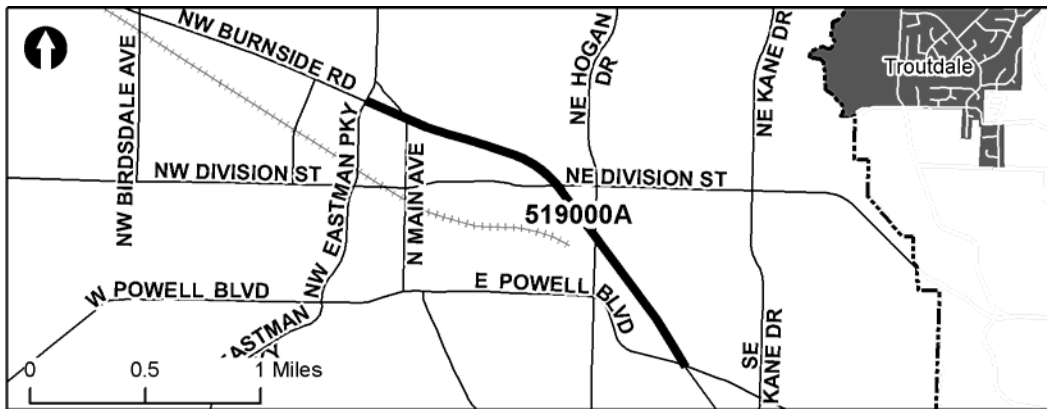 NW BURNSIDE RD
NW BIRDSDALE AVE
NE HOGAN
DR
NE KANE DR
Troutdale
NW EASTMAN PKY
N MAIN AVE
NW DIVISION ST
NE DIVISION ST
519000A
W POWELL BLVD
E POWELL BLVD
EASTMAN
Y
SE
KANE DR
0 0.5 1 Miles